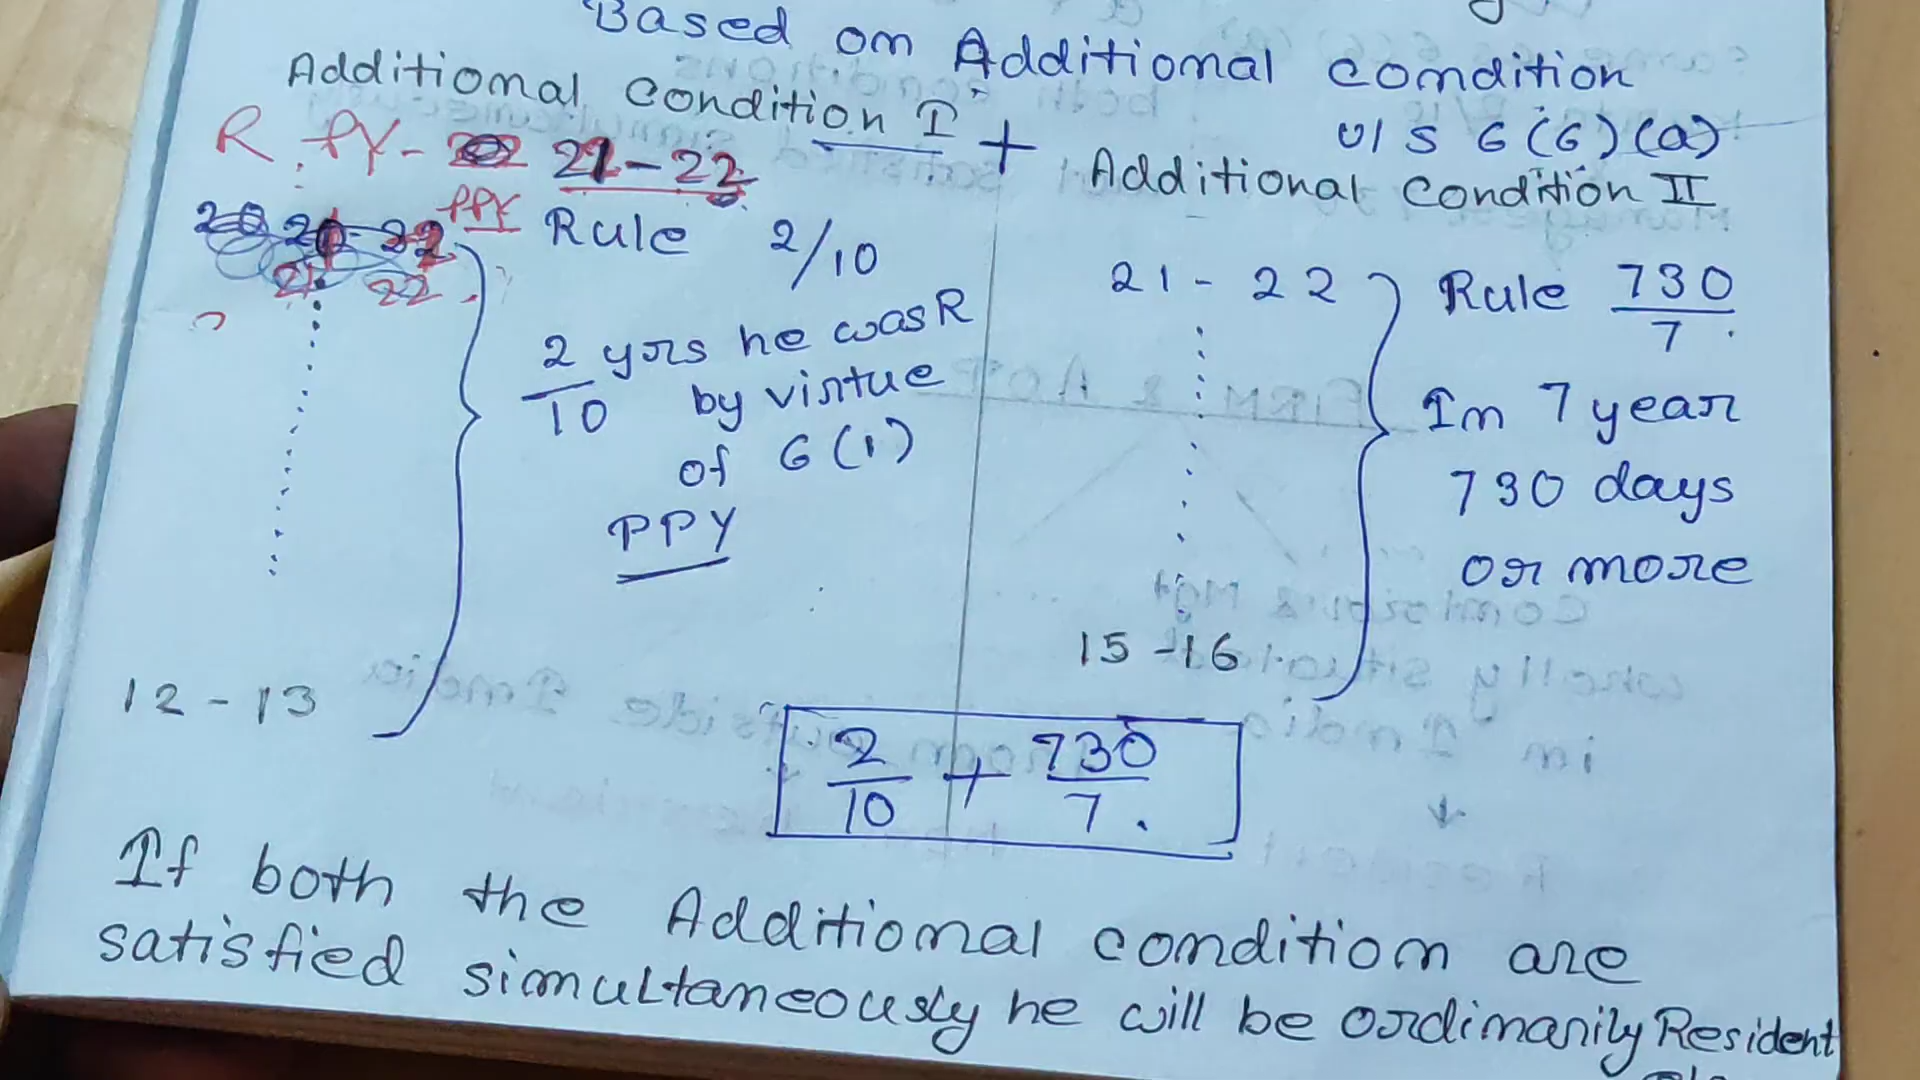 Based on Additional condition
u/s 6(6)(a)
Additional Condition I + Additional Condition II
R PY- 21-22
PPY Rule 2/10
21 22
2/10 yrs he was R
by virtue
of 6(1)
PPY
12-13
21-22
Rule 730/7
In 7 year
730 days
or more
15-16
2/10 + 730/7.
If both the Additional condition are
satisfied simultaneously he will be ordinarily Resident